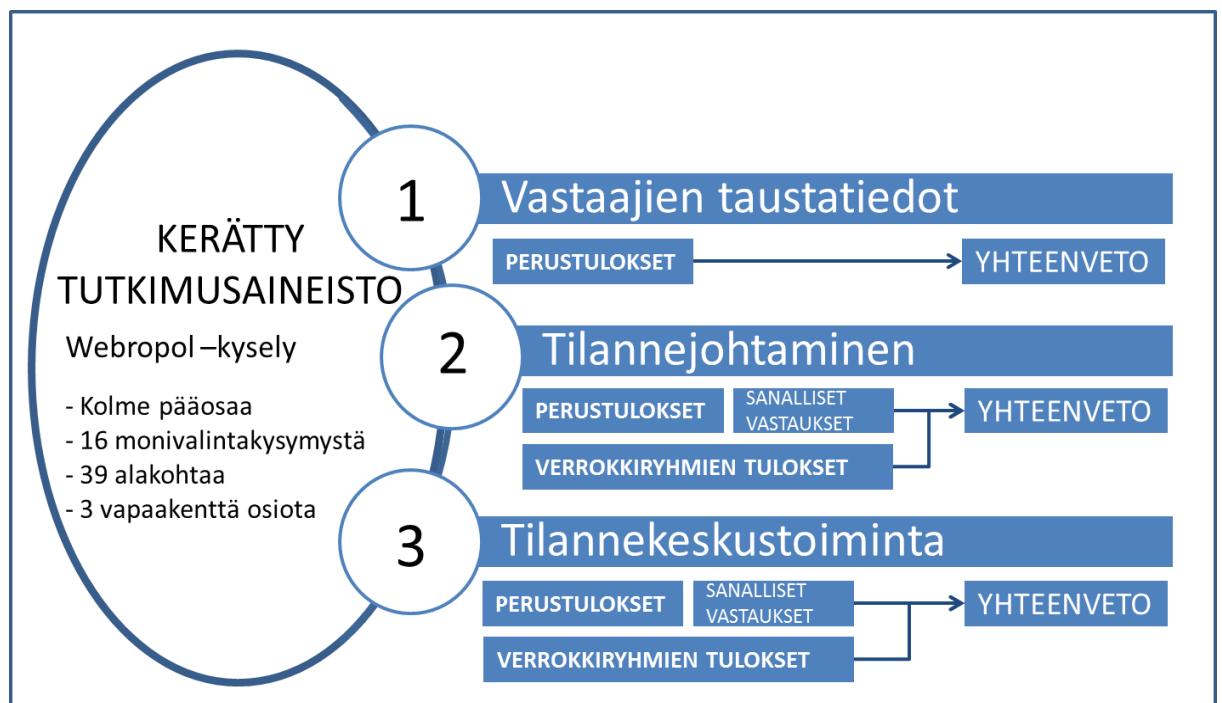 KERÄTTY
TUTKIMUSAINEISTO
Webropol –kysely
- Kolme pääosaa
- 16 monivalintakysymystä
- 39 alakohtaa
- 3 vapaakenttä osiota
1
Vastaajien taustatiedot
PERUSTULOKSET
YHTEENVETO
2
Tilannejohtaminen
PERUSTULOKSET
SANALLISET
VASTAUKSET
YHTEENVETO
VERROKKIRYHMIEN TULOKSET
3
Tilannekeskustoiminta
PERUSTULOKSET
SANALLISET
VASTAUKSET
YHTEENVETO
VERROKKIRYHMIEN TULOKSET